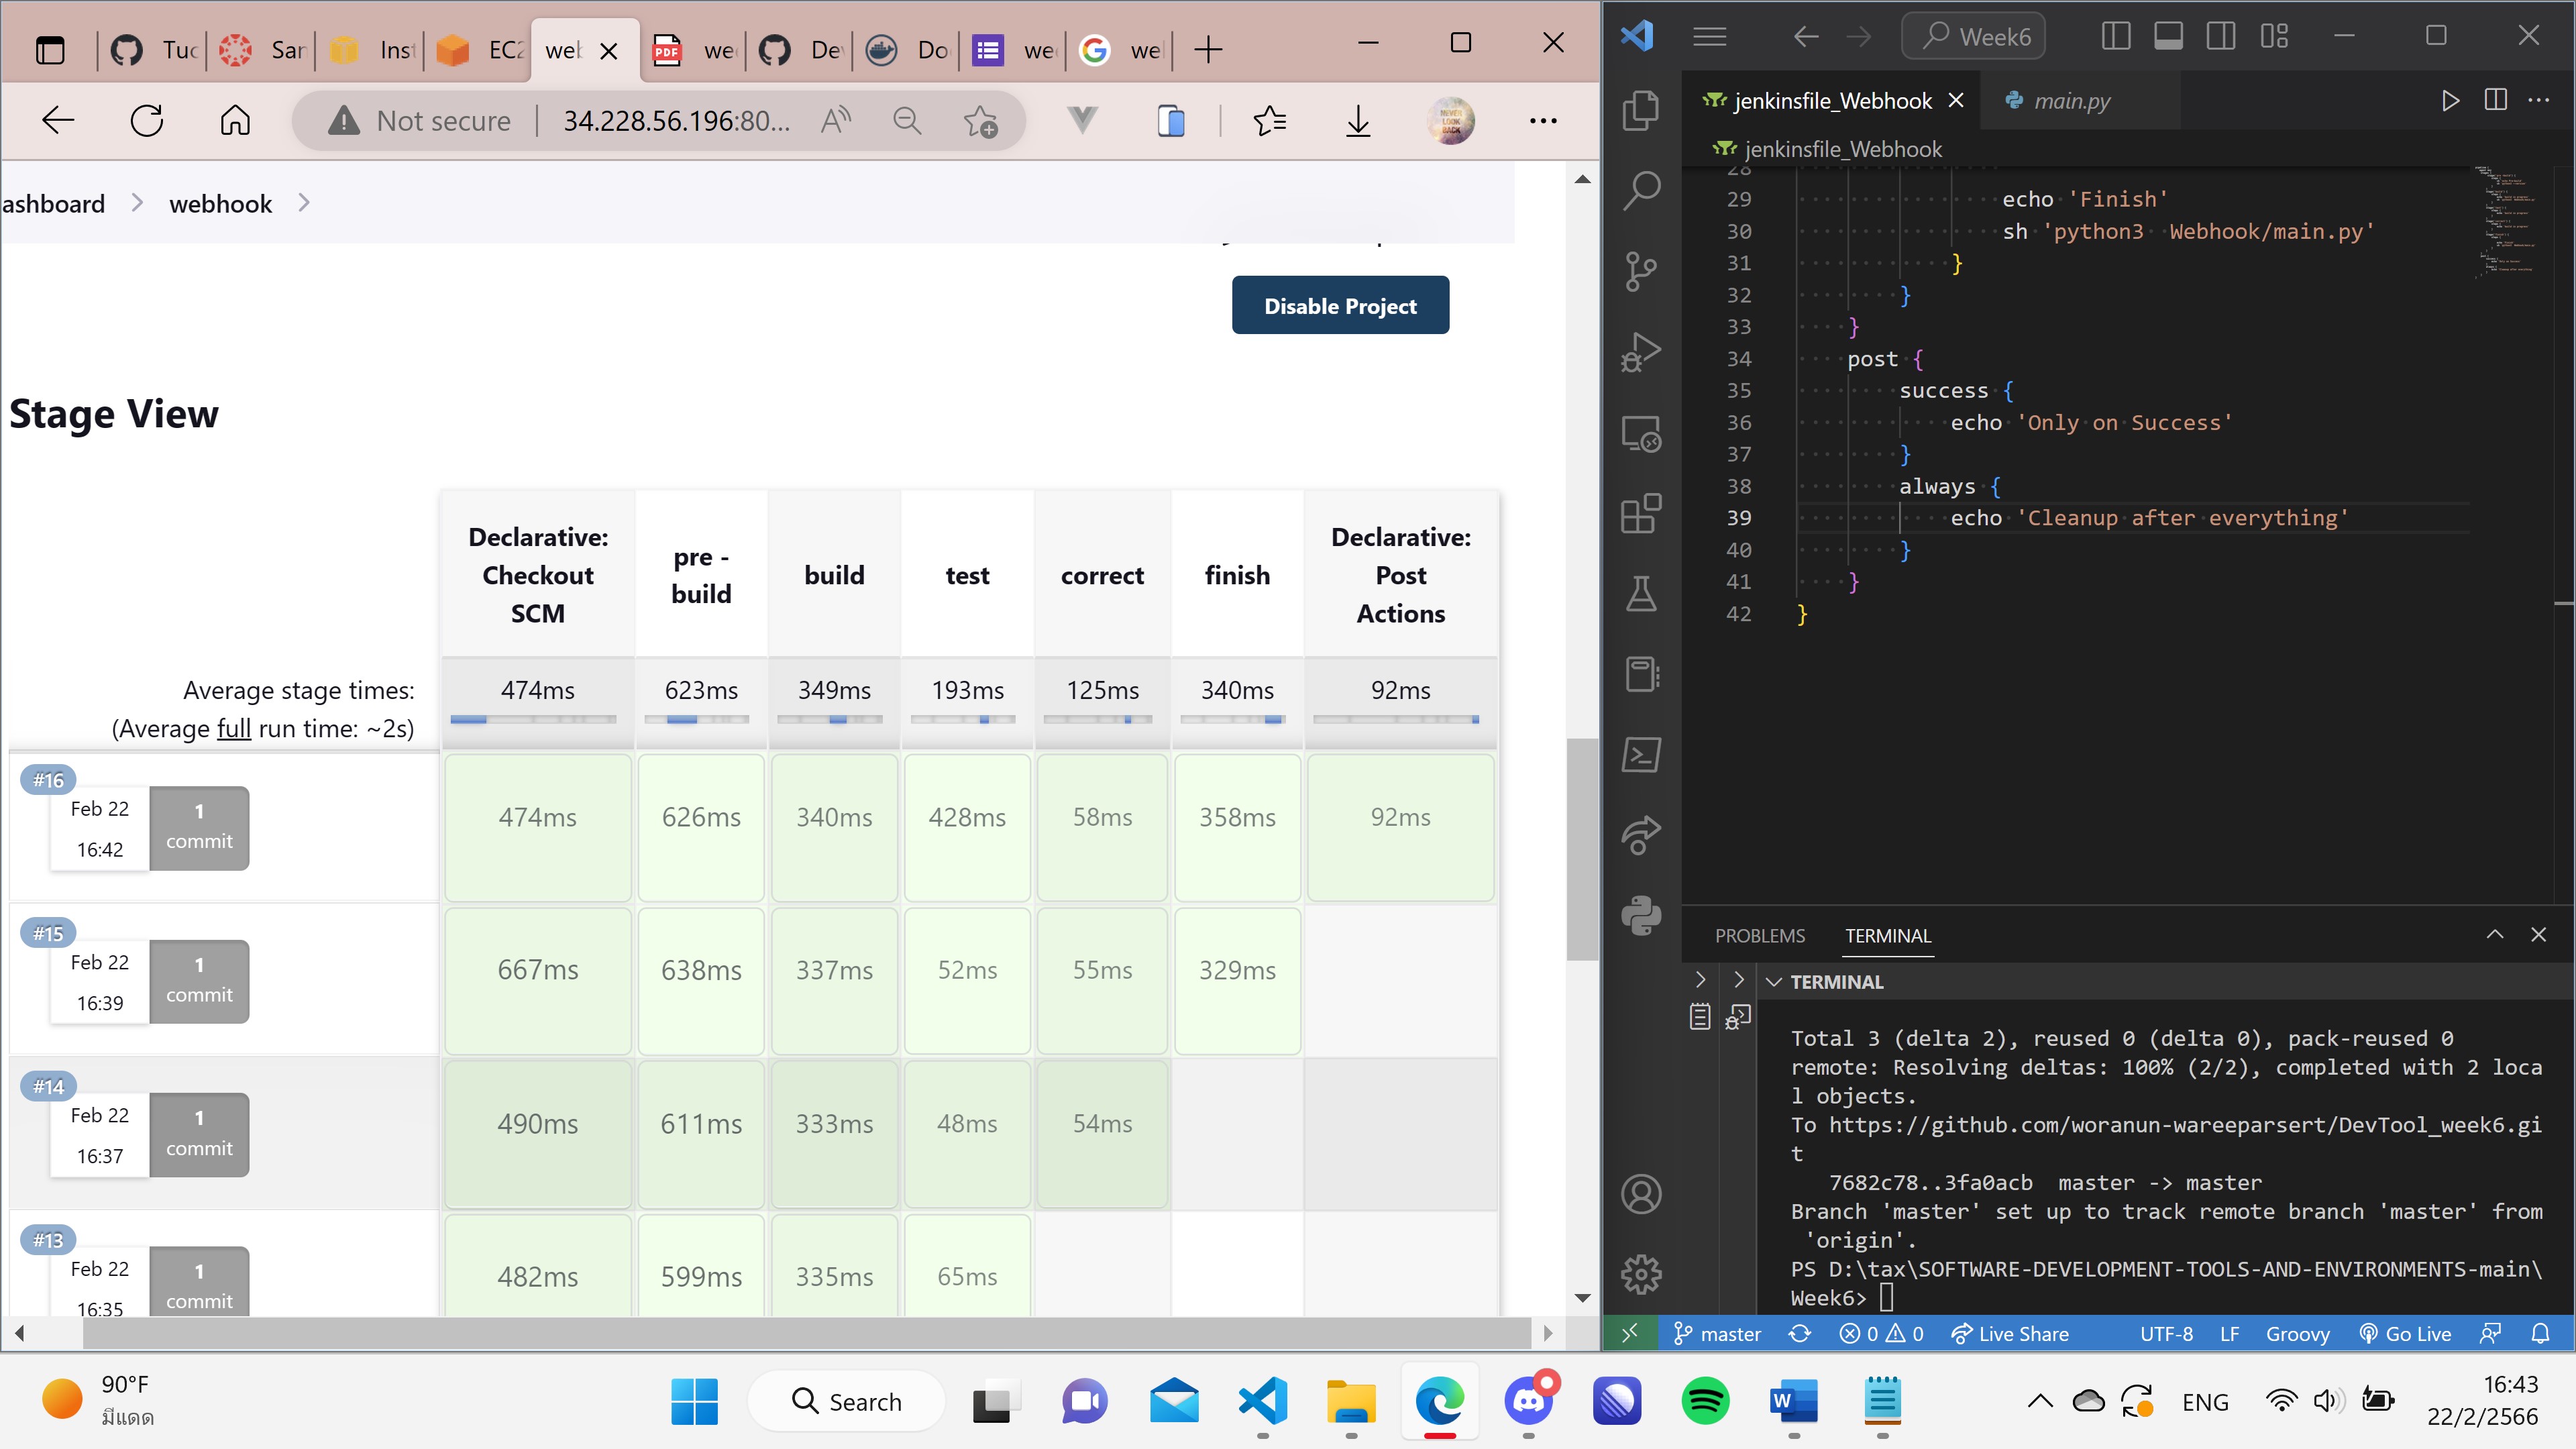 Tuc
San
Inst
EC2
web
PDF
wee
Dev
Do
we
we
Not secure
34.228.56.196:80...
ashboard
webhook
Disable Project
Stage View
Declarative: Checkout SCM
pre - build
build
test
correct
finish
Declarative: Post Actions
Average stage times:
474ms 623ms 349ms 193ms 125ms 340ms 92ms
(Average full run time: ~2s)
#16
Feb 22
16:42
1
commit
474ms 626ms 340ms 428ms 58ms 358ms 92ms
#15
Feb 22
16:39
1
commit
667ms 638ms 337ms 52ms 55ms 329ms
#14
Feb 22
16:37
1
commit
490ms 611ms 333ms 48ms 54ms
#13
Feb 22
16:35
1
commit
482ms 599ms 335ms 65ms
Week6
jenkinsfile_Webhook
main.py
jenkinsfile_Webhook
28
29 echo 'Finish'
30 sh 'python3  Webhook/main.py'
31 }
32 }
33 }
34 post {
35 success {
36 echo 'Only on Success'
37 }
38 always {
39 echo 'Cleanup after everything'
40 }
41 }
42 }
PROBLEMS
TERMINAL
TERMINAL
Total 3 (delta 2), reused 0 (delta 0), pack-reused 0
remote: Resolving deltas: 100% (2/2), completed with 2 loca
l objects.
To https://github.com/woranun-wareeparsert/DevTool_week6.gi
t
7682c78..3fa0acb  master -> master
Branch 'master' set up to track remote branch 'master' from
'origin'.
PS D:\tax\SOFTWARE-DEVELOPMENT-TOOLS-AND-ENVIRONMENTS-main\
Week6>
master
0
0
Live Share
UTF-8
LF
Groovy
Go Live
90°F
มีแดด
Search
ENG
16:43
22/2/2566